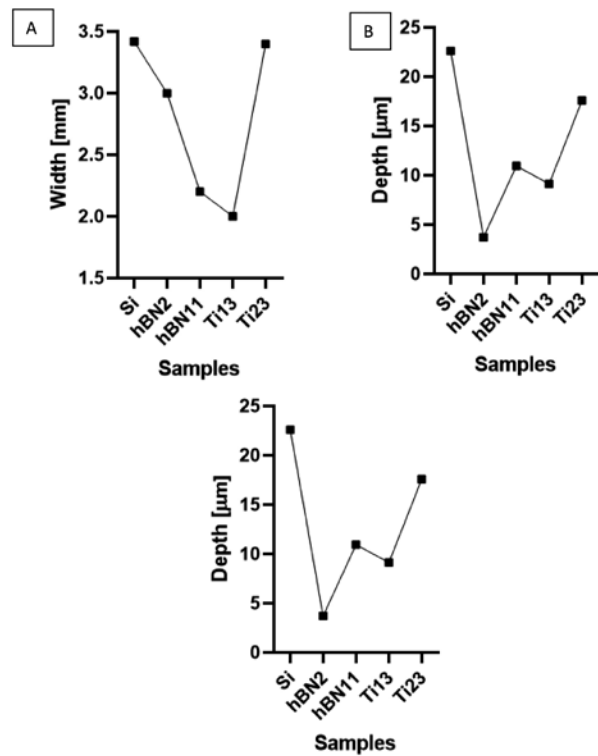 A
Width [mm]
3.5
3.0
2.5
2.0
1.5
Si
hBN2
hBN11
Ti13
Ti23
Samples
B
Depth [µm]
25
20
15
10
5
0
Si
hBN2
hBN11
Ti13
Ti23
Samples
Depth [µm]
25
20
15
10
5
0
Si
hBN2
hBN11
Ti13
Ti23
Samples